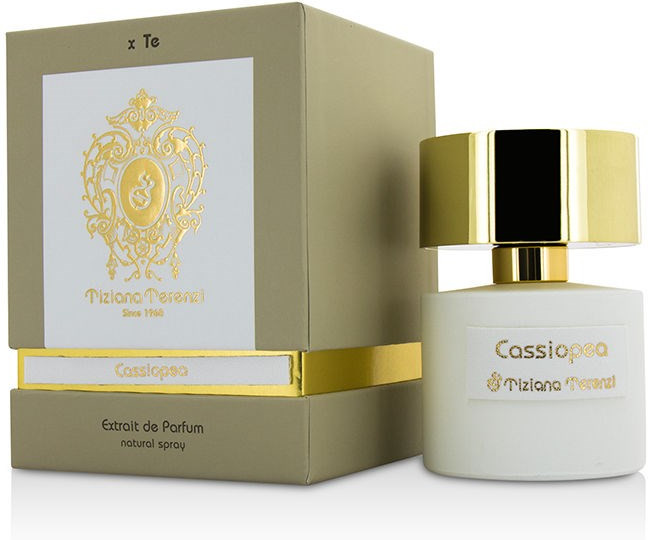 x Te
Tiziana Terenzi
Since 1968
Cassiopea
Extrait de Parfum
natural spray
Cassiopea
Tiziana Terenzi